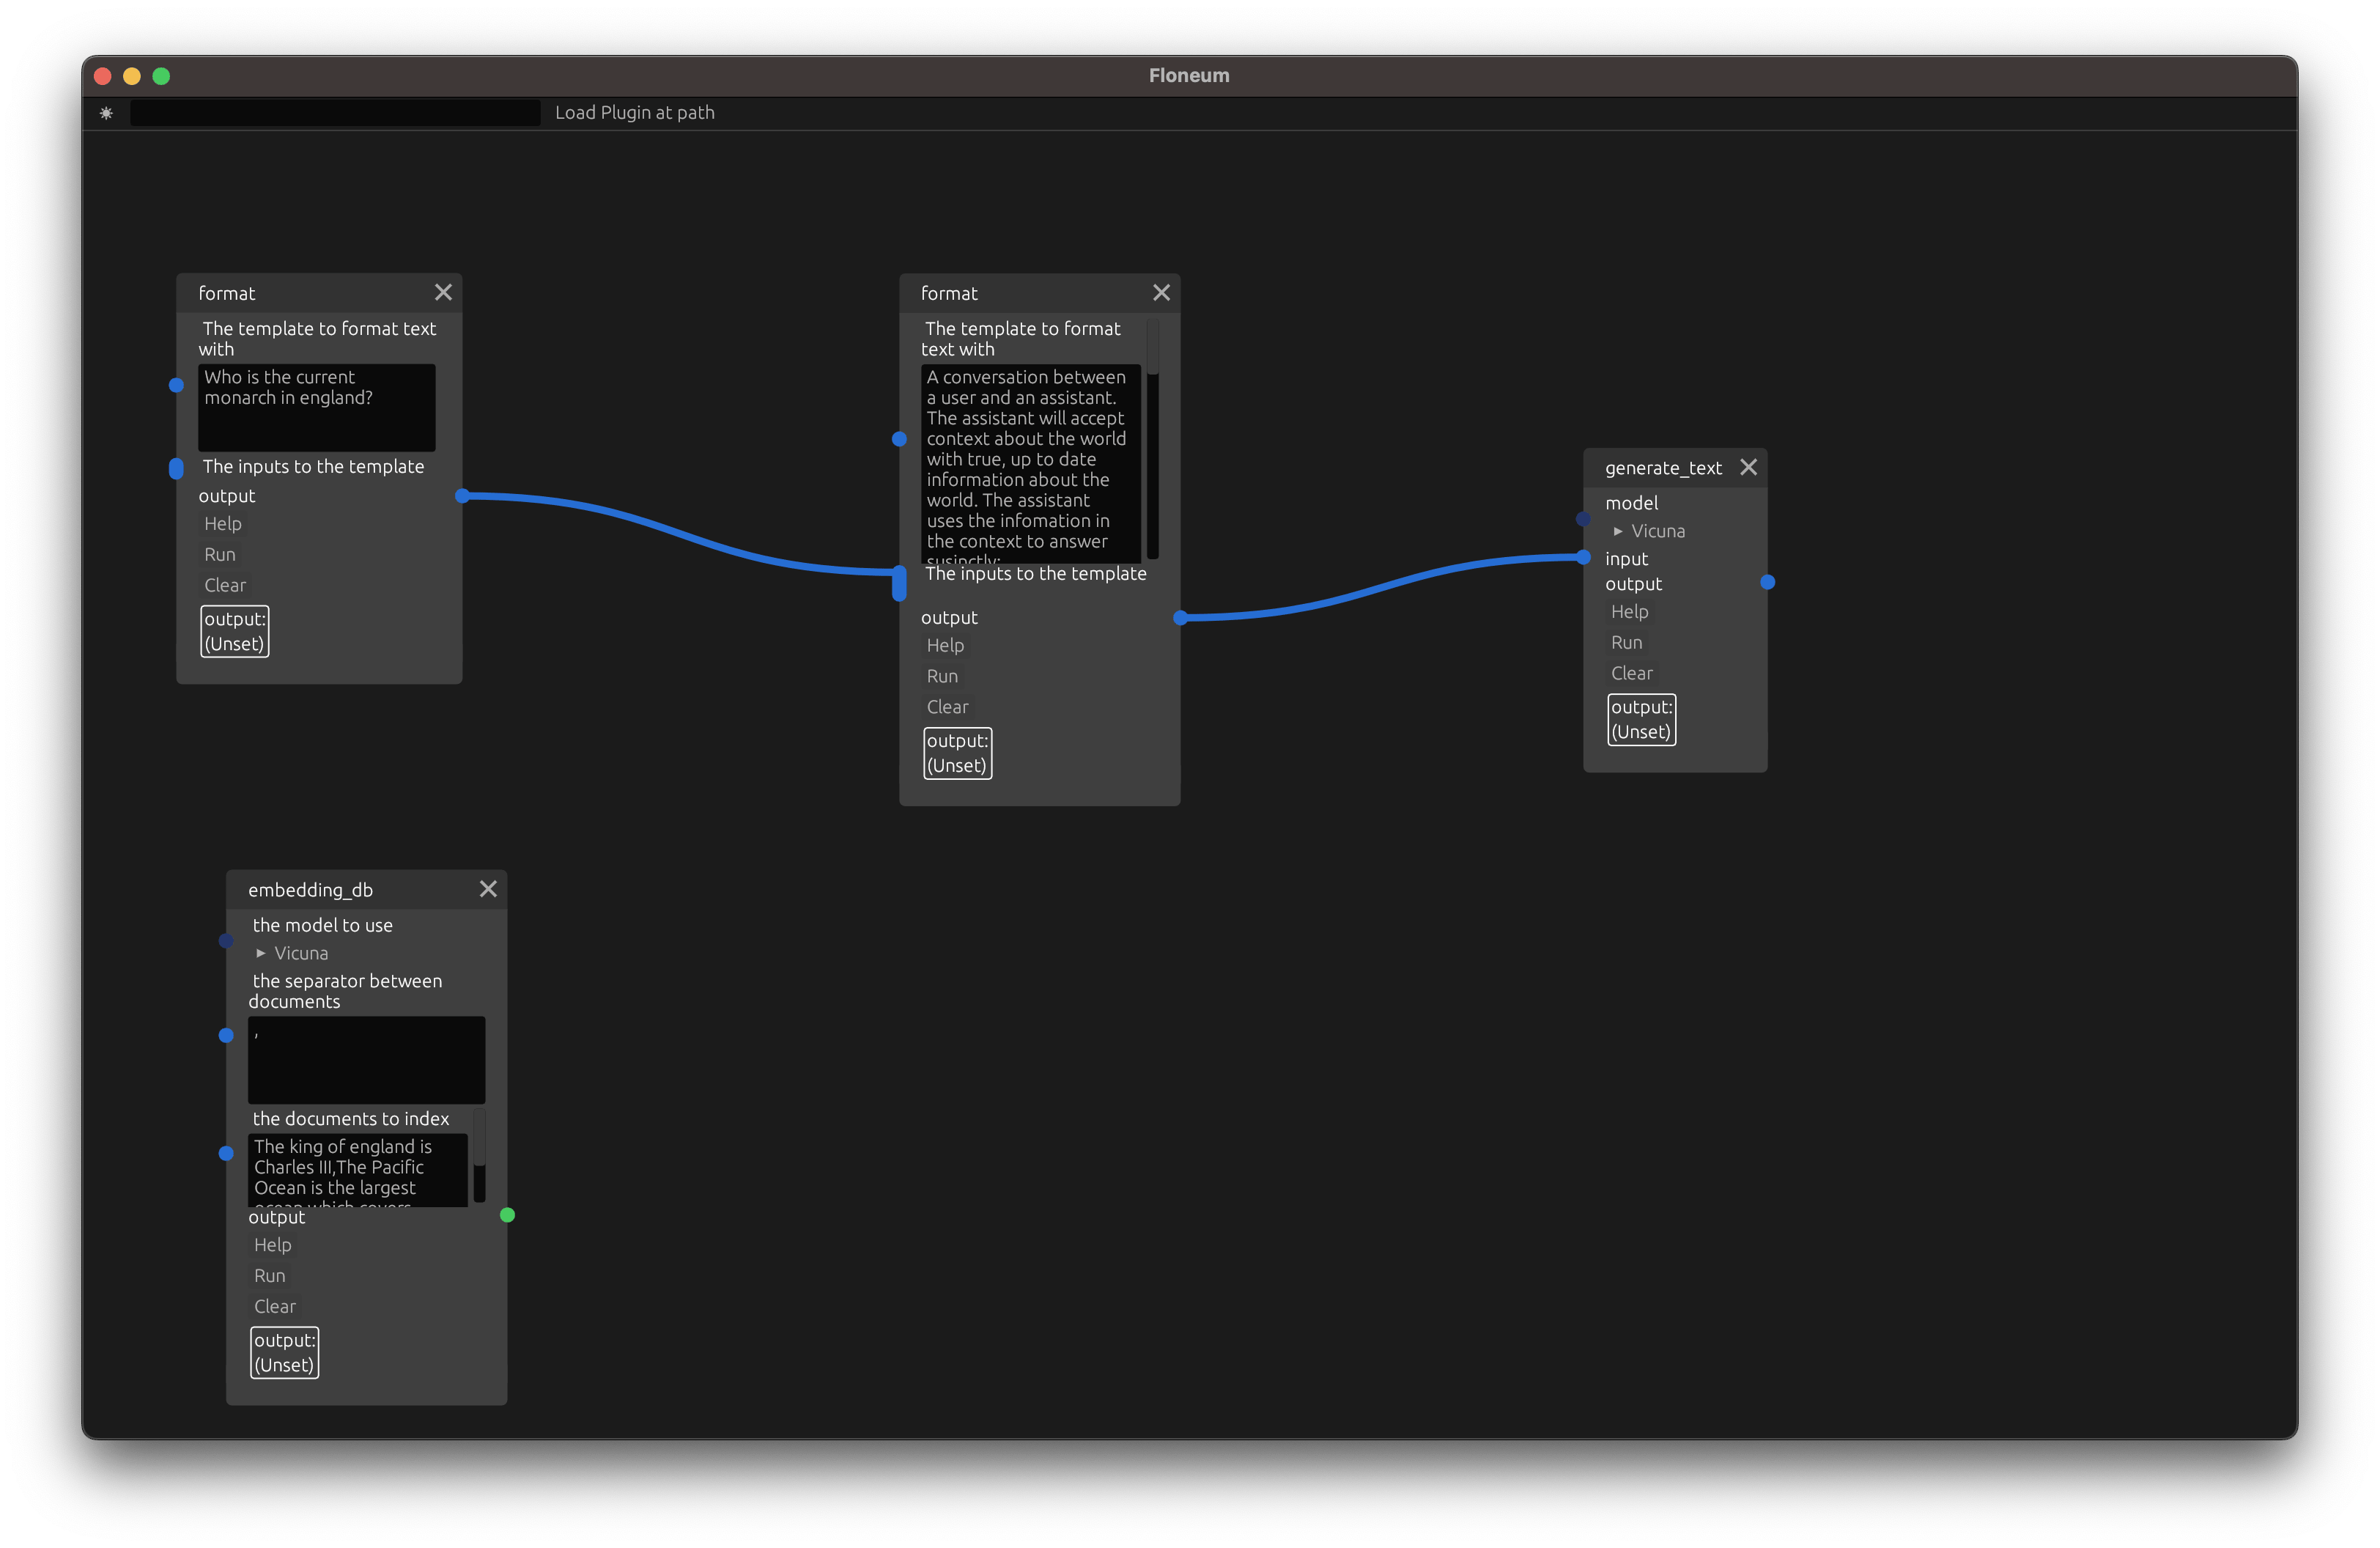 Floneum
Load Plugin at path
format
The template to format text
with
Who is the current
monarch in england?
The inputs to the template
output
Help
Run
Clear
output:
(Unset)
format
The template to format
text with
A conversation between
a user and an assistant.
The assistant will accept
context about the world
with true, up to date
information about the
world. The assistant
uses the infomation in
the context to answer
susinctly:
The inputs to the template
output
Help
Run
Clear
output:
(Unset)
generate_text
model
Vicuna
input
output
Help
Run
Clear
output:
(Unset)
embedding_db
the model to use
Vicuna
the separator between
documents
,
the documents to index
The king of england is
Charles III,The Pacific
Ocean is the largest
ocean which covers
output
Help
Run
Clear
output:
(Unset)